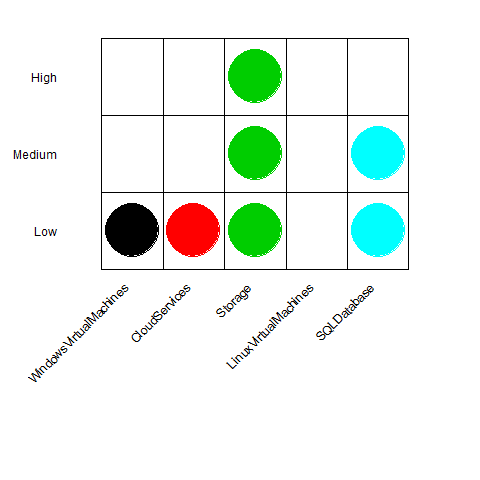 High
Medium
Low
WindowsVirtualMachines
CloudServices
Storage
LinuxVirtualMachines
SQLDatabase